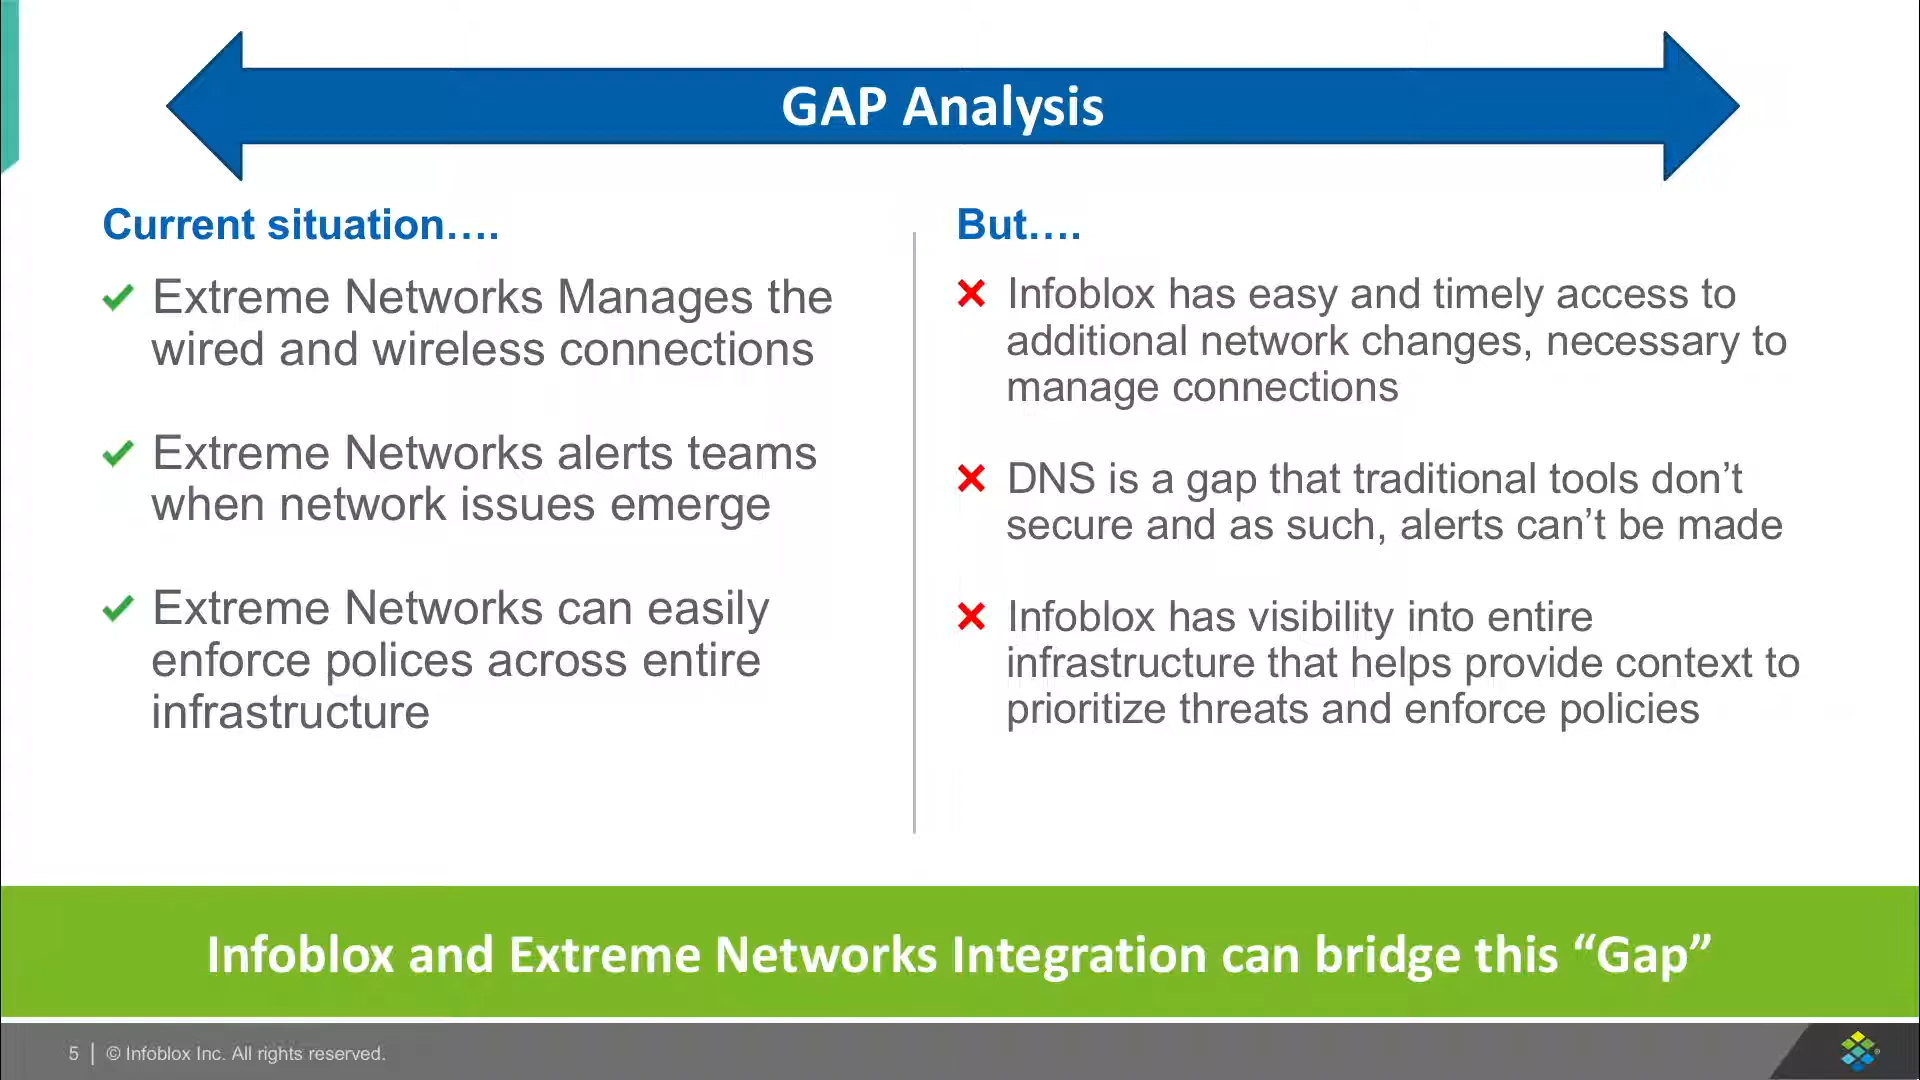 GAP Analysis
Current situation....
Extreme Networks Manages the
wired and wireless connections
Extreme Networks alerts teams
when network issues emerge
Extreme Networks can easily
enforce polices across entire
infrastructure
But....
Infoblox has easy and timely access to
additional network changes, necessary to
manage connections
DNS is a gap that traditional tools don’t
secure and as such, alerts can’t be made
Infoblox has visibility into entire
infrastructure that helps provide context to
prioritize threats and enforce policies
Infoblox and Extreme Networks Integration can bridge this “Gap”
5 | © Infoblox Inc. All rights reserved.